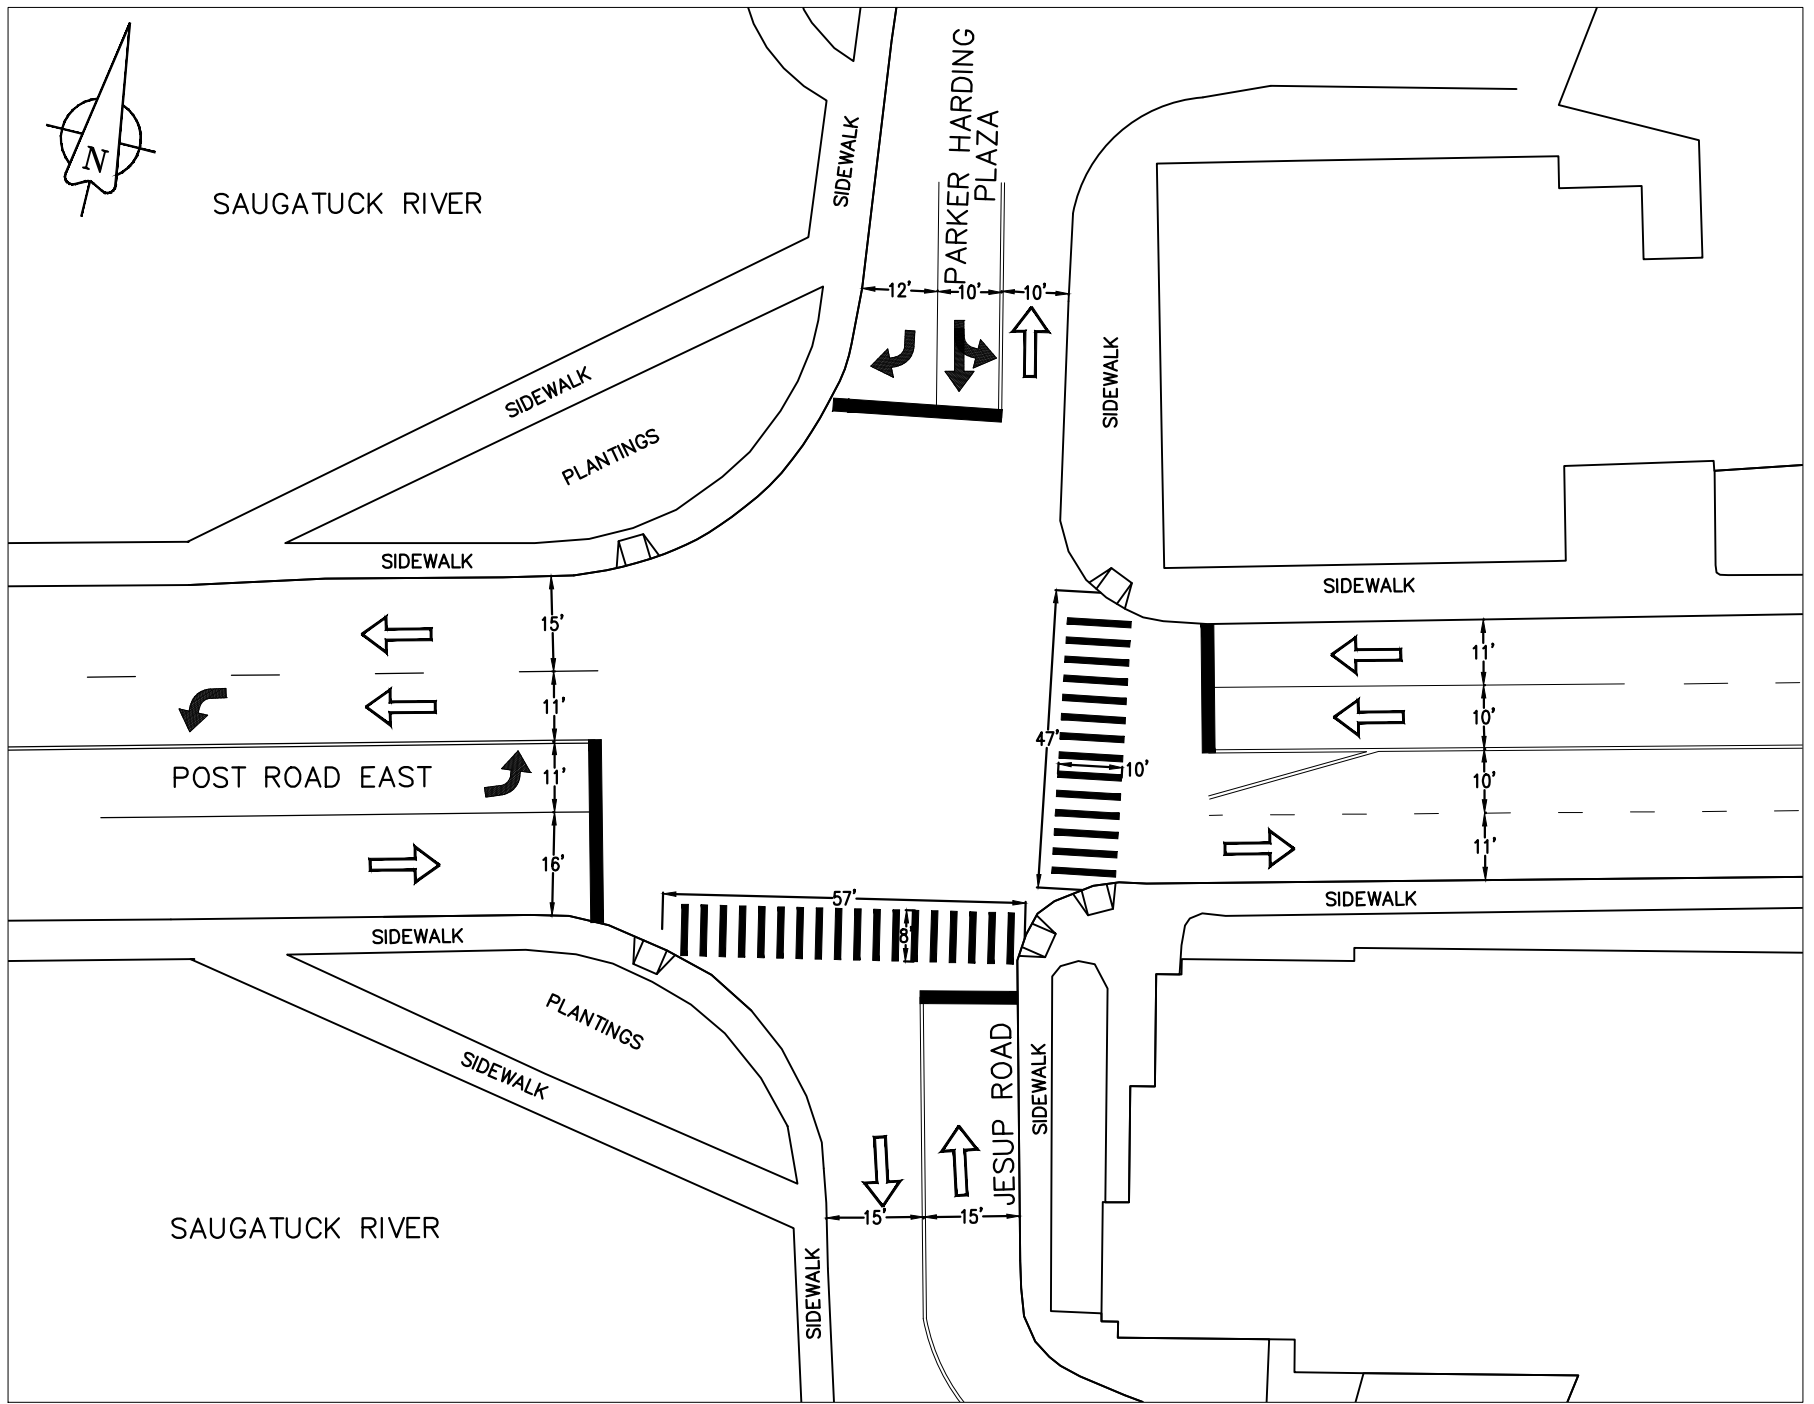 PARKER HARDING
PLAZA
SIDEWALK
N
SAUGATUCK RIVER
12'
10'
10'
SIDEWALK
SIDEWALK
PLANTINGS
SIDEWALK
SIDEWALK
15'
11'
11'
16'
POST ROAD EAST
11'
10'
10'
11'
47'
10'
57'
8'
SIDEWALK
SIDEWALK
PLANTINGS
SIDEWALK
JESUP ROAD
SIDEWALK
15'
15'
SAUGATUCK RIVER
SIDEWALK